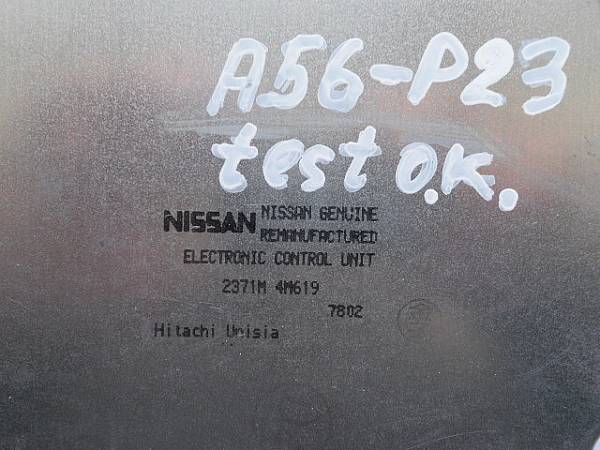 A56-P23
test O.K.
NISSAN NISSAN GENUINE
REMANUFACTURED
ELECTRONIC CONTROL UNIT
2371M 4M619
7802
Hitachi Unisia